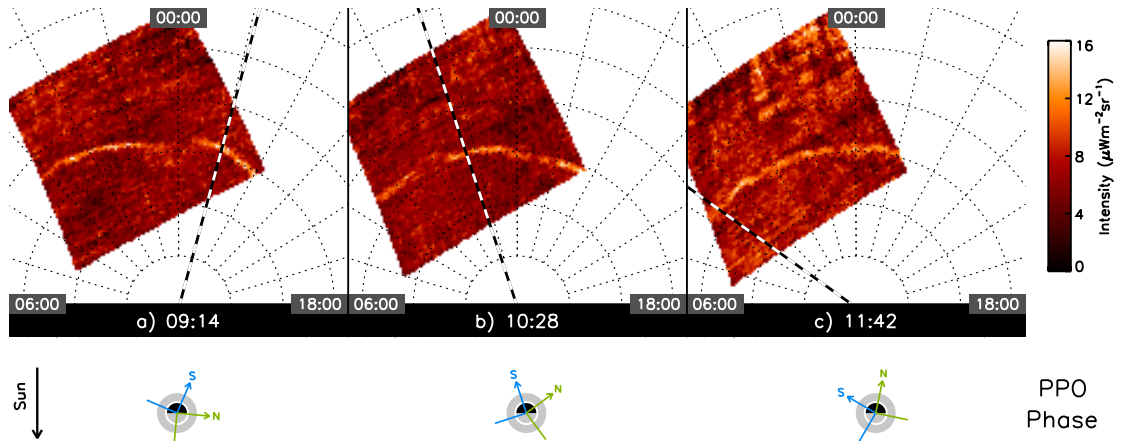 00:00 00:00 00:00
16
12
8
4
0
Intensity (μWm⁻²sr⁻¹)
06:00 18:00 06:00 18:00 06:00 18:00
a) 09:14 b) 10:28 c) 11:42
Sun
S N S N S N
PPO
Phase